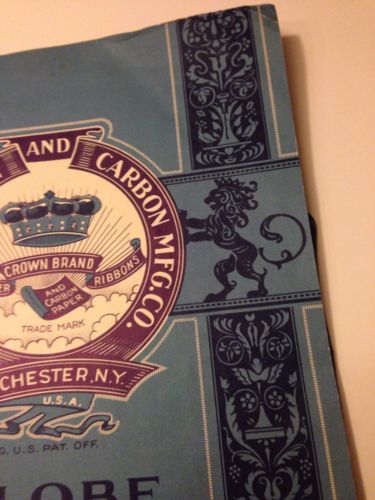 AND CARBON MFG. CO.
CROWN BRAND
RIBBONS
AND
CARBON
PAPER
TRADE MARK
CHESTER, N.Y.
U.S.A.
G. U.S. PAT. OFF.
LOBE